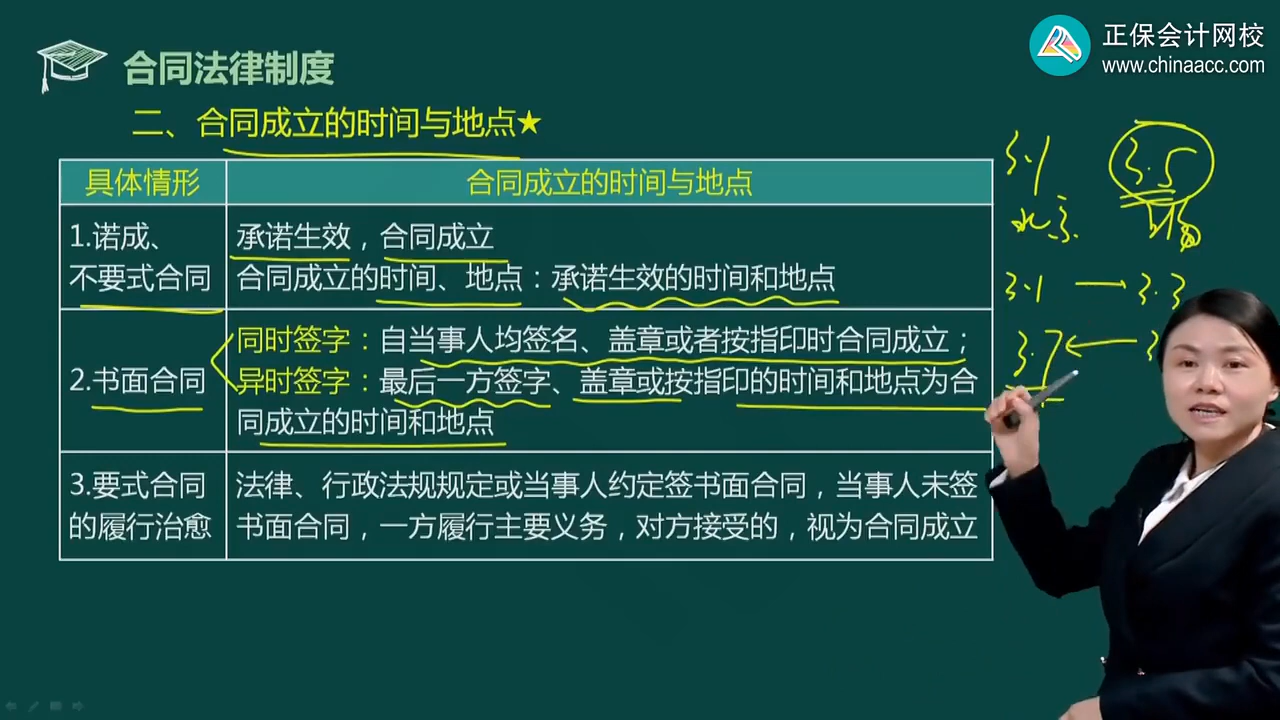 正保会计网校
www.chinaacc.com
合同法律制度
二、合同成立的时间与地点★
具体情形
合同成立的时间与地点
1.诺成、
不要式合同
承诺生效，合同成立
合同成立的时间、地点：承诺生效的时间和地点
2.书面合同
同时签字：自当事人均签名、盖章或者按指印时合同成立；
异时签字：最后一方签字、盖章或按指印的时间和地点为合
同成立的时间和地点
3.要式合同
的履行治愈
法律、行政法规规定或当事人约定签书面合同，当事人未签
书面合同，一方履行主要义务，对方接受的，视为合同成立
3.1
3.5
北京
3.1
3.3
3.7